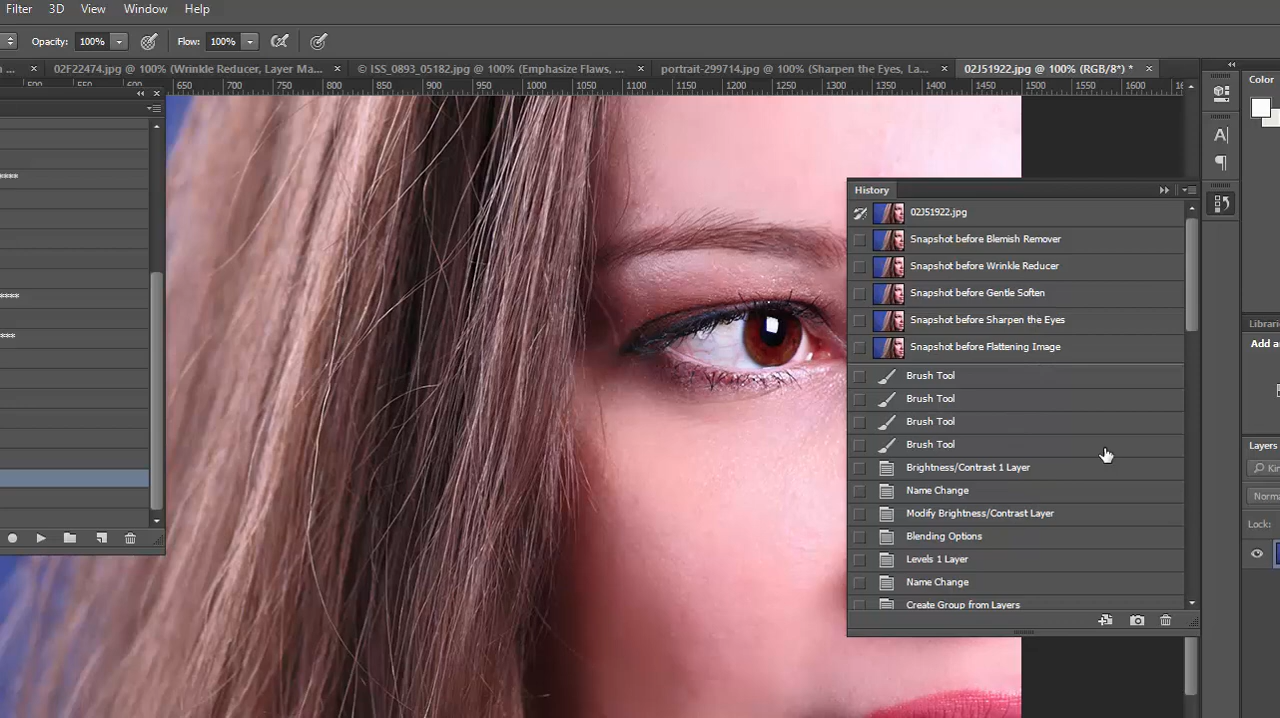 Filter 3D View Window Help
Opacity: 100% Flow: 100%
... 02F22474.jpg @ 100% (Wrinkle Reducer, Layer Ma... © ISS_0893_05182.jpg @ 100% (Emphasize Flaws, ... portrait-299714.jpg @ 100% (Sharpen the Eyes, La... 02J51922.jpg @ 100% (RGB/8*) *
500 550 600 650 700 750 800 850 900 950 1000 1050 1100 1150 1200 1250 1300 1350 1400 1450 1500 1550 1600
Color
****
****
***
History
02J51922.jpg
Snapshot before Blemish Remover
Snapshot before Wrinkle Reducer
Snapshot before Gentle Soften
Snapshot before Sharpen the Eyes
Snapshot before Flattening Image
Brush Tool
Brush Tool
Brush Tool
Brush Tool
Brightness/Contrast 1 Layer
Name Change
Modify Brightness/Contrast Layer
Blending Options
Levels 1 Layer
Name Change
Create Group from Layers
A
Librari
Add a
Layers
Kin
Norma
Lock: